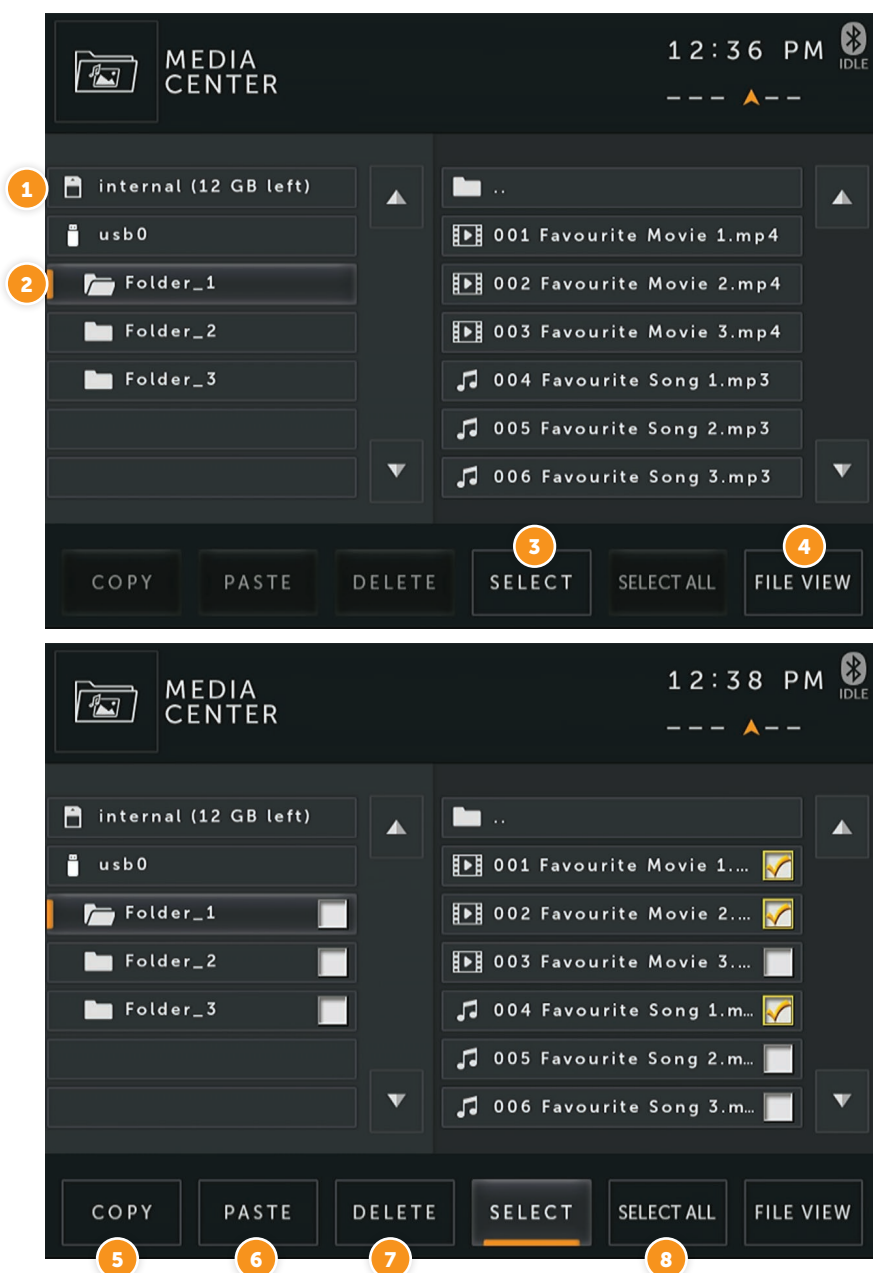 MEDIA
CENTER
12:36 PM
IDLE
1
internal (12 GB left)
usb0
2
Folder_1
Folder_2
Folder_3
..
001 Favourite Movie 1.mp4
002 Favourite Movie 2.mp4
003 Favourite Movie 3.mp4
004 Favourite Song 1.mp3
005 Favourite Song 2.mp3
006 Favourite Song 3.mp3
3
4
COPY PASTE DELETE SELECT SELECT ALL FILE VIEW
MEDIA
CENTER
12:38 PM
IDLE
internal (12 GB left)
usb0
Folder_1
Folder_2
Folder_3
..
001 Favourite Movie 1....
002 Favourite Movie 2....
003 Favourite Movie 3....
004 Favourite Song 1.m...
005 Favourite Song 2.m...
006 Favourite Song 3.m...
COPY PASTE DELETE SELECT SELECT ALL FILE VIEW
5 6 7 8